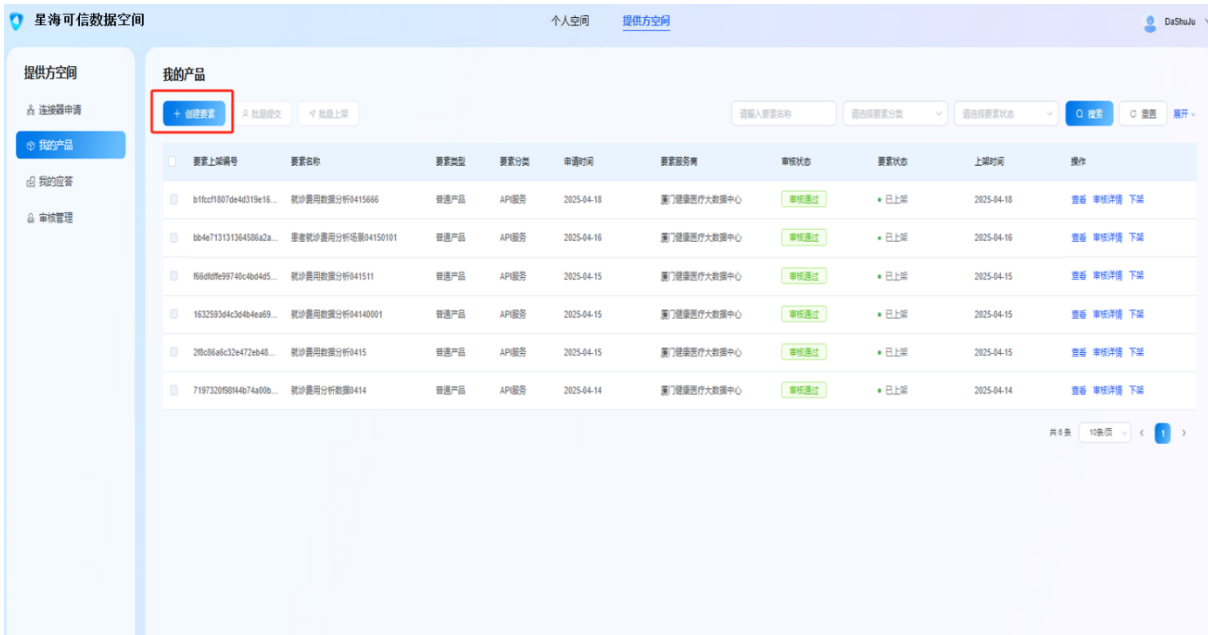 星海可信数据空间 个人空间 提供方空间 DaShuJu
提供方空间
连接器申请
我的产品
我的应答
审核管理
我的产品
+ 创建要素 批量提交 批量上架 请输入要素名称 请选择要素分类 请选择要素状态 搜索 重置 展开
要素上架编号 要素名称 要素类型 要素分类 申请时间 要素服务商 审核状态 要素状态 上架时间 操作
b1fccf1807de4d319e16... 就诊费用数据分析0415666 普通产品 API服务 2025-04-18 厦门健康医疗大数据中心 审核通过 已上架 2025-04-18 查看 审核详情 下架
bb4e713131364586a2a... 患者就诊费用分析场景04150101 普通产品 API服务 2025-04-16 厦门健康医疗大数据中心 审核通过 已上架 2025-04-16 查看 审核详情 下架
f66dfdffe99740c4bd4d5... 就诊费用数据分析041511 普通产品 API服务 2025-04-15 厦门健康医疗大数据中心 审核通过 已上架 2025-04-15 查看 审核详情 下架
1632593d4c3d4b4ea69... 就诊费用数据分析04140001 普通产品 API服务 2025-04-15 厦门健康医疗大数据中心 审核通过 已上架 2025-04-15 查看 审核详情 下架
2f8c86a6c32e472eb48... 就诊费用数据分析0415 普通产品 API服务 2025-04-15 厦门健康医疗大数据中心 审核通过 已上架 2025-04-15 查看 审核详情 下架
7197320f98f44b74a00b... 就诊费用分析数据0414 普通产品 API服务 2025-04-14 厦门健康医疗大数据中心 审核通过 已上架 2025-04-14 查看 审核详情 下架
共 6 条 10条/页 1